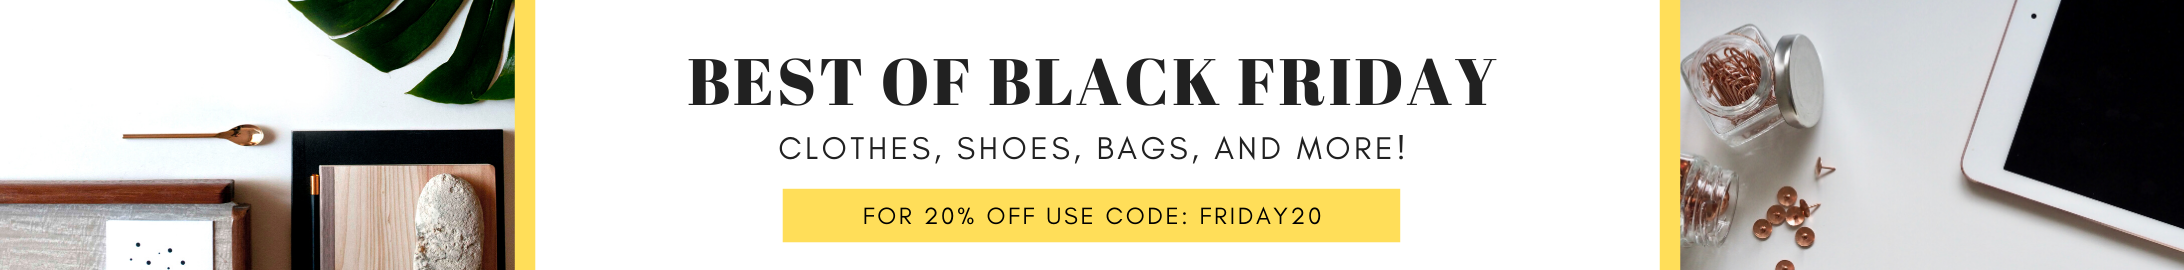 BEST OF BLACK FRIDAY
CLOTHES, SHOES, BAGS, AND MORE!
FOR 20% OFF USE CODE: FRIDAY20